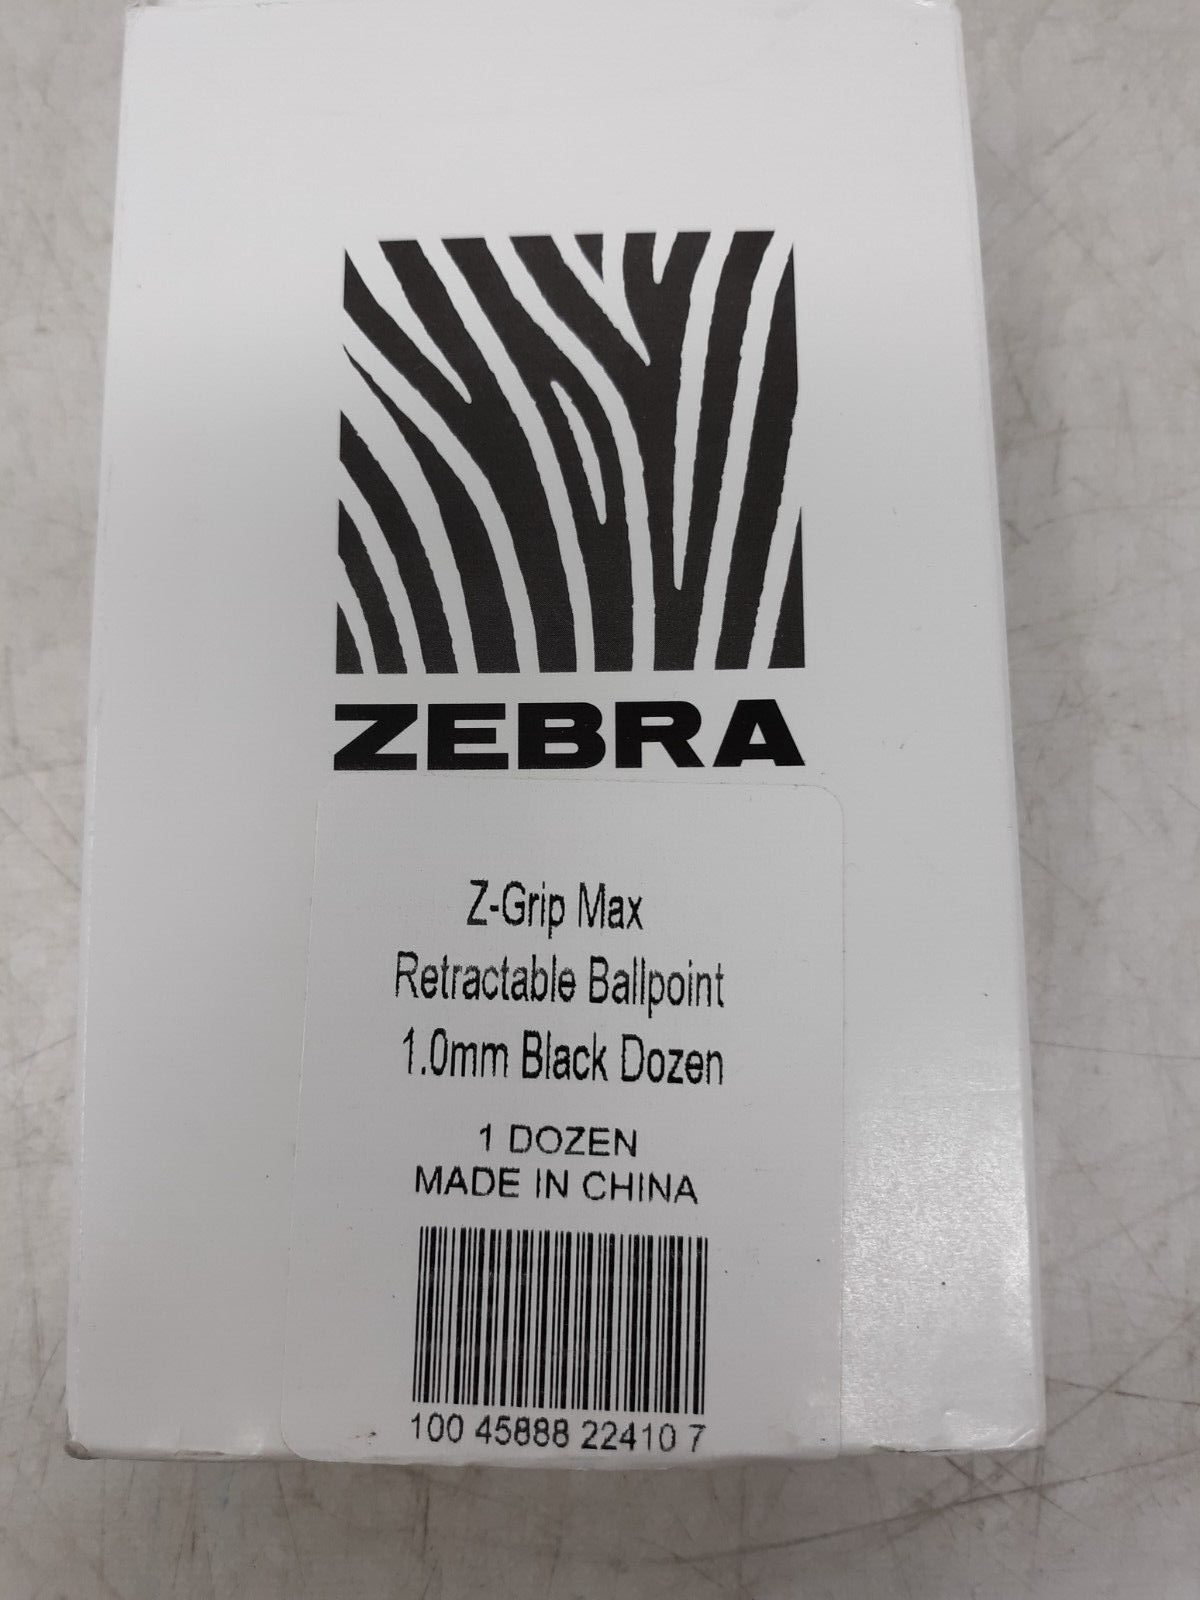 ZEBRA
Z-Grip Max
Retractable Ballpoint
1.0mm Black Dozen
1 DOZEN
MADE IN CHINA
100 45888 22410 7